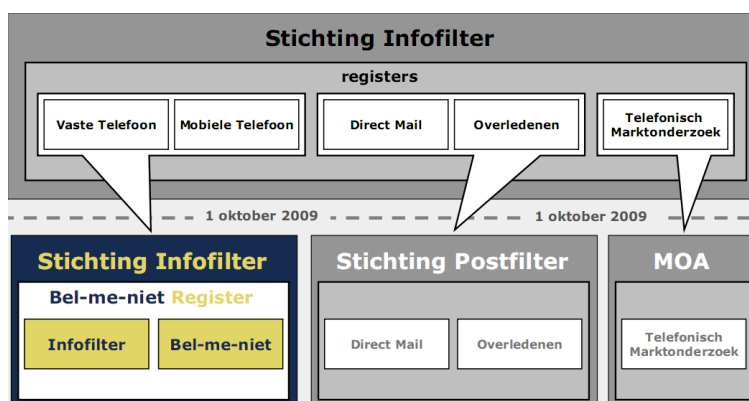 Stichting Infofilter
registers
Vaste Telefoon
Mobiele Telefoon
Direct Mail
Overledenen
Telefonisch
Marktonderzoek
1 oktober 2009
1 oktober 2009
Stichting Infofilter
Bel-me-niet Register
Infofilter
Bel-me-niet
Stichting Postfilter
Direct Mail
Overledenen
MOA
Telefonisch
Marktonderzoek